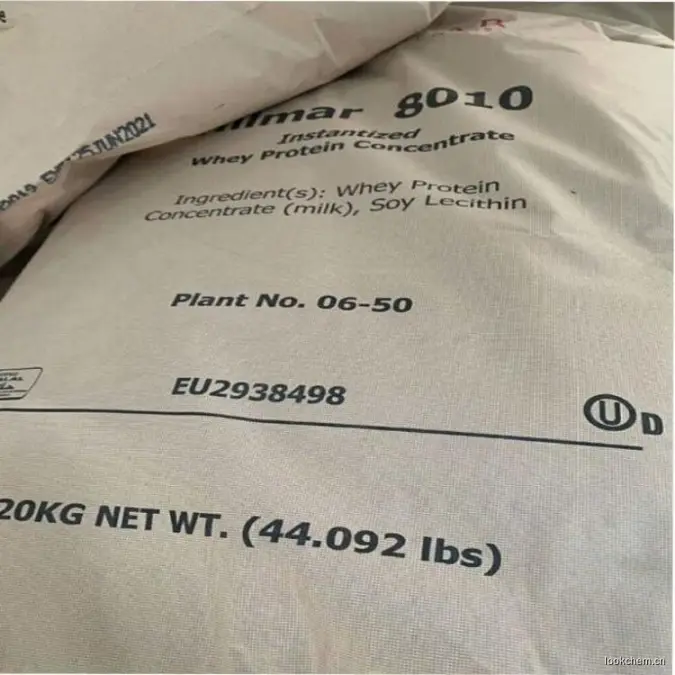 25JUN2021
8010
Instantized
Whey Protein Concentrate
Ingredient(s): Whey Protein
Concentrate (milk), Soy Lecithin
Plant No. 06-50
EU2938498
U D
20KG NET WT. (44.092 lbs)
lookchem.cn